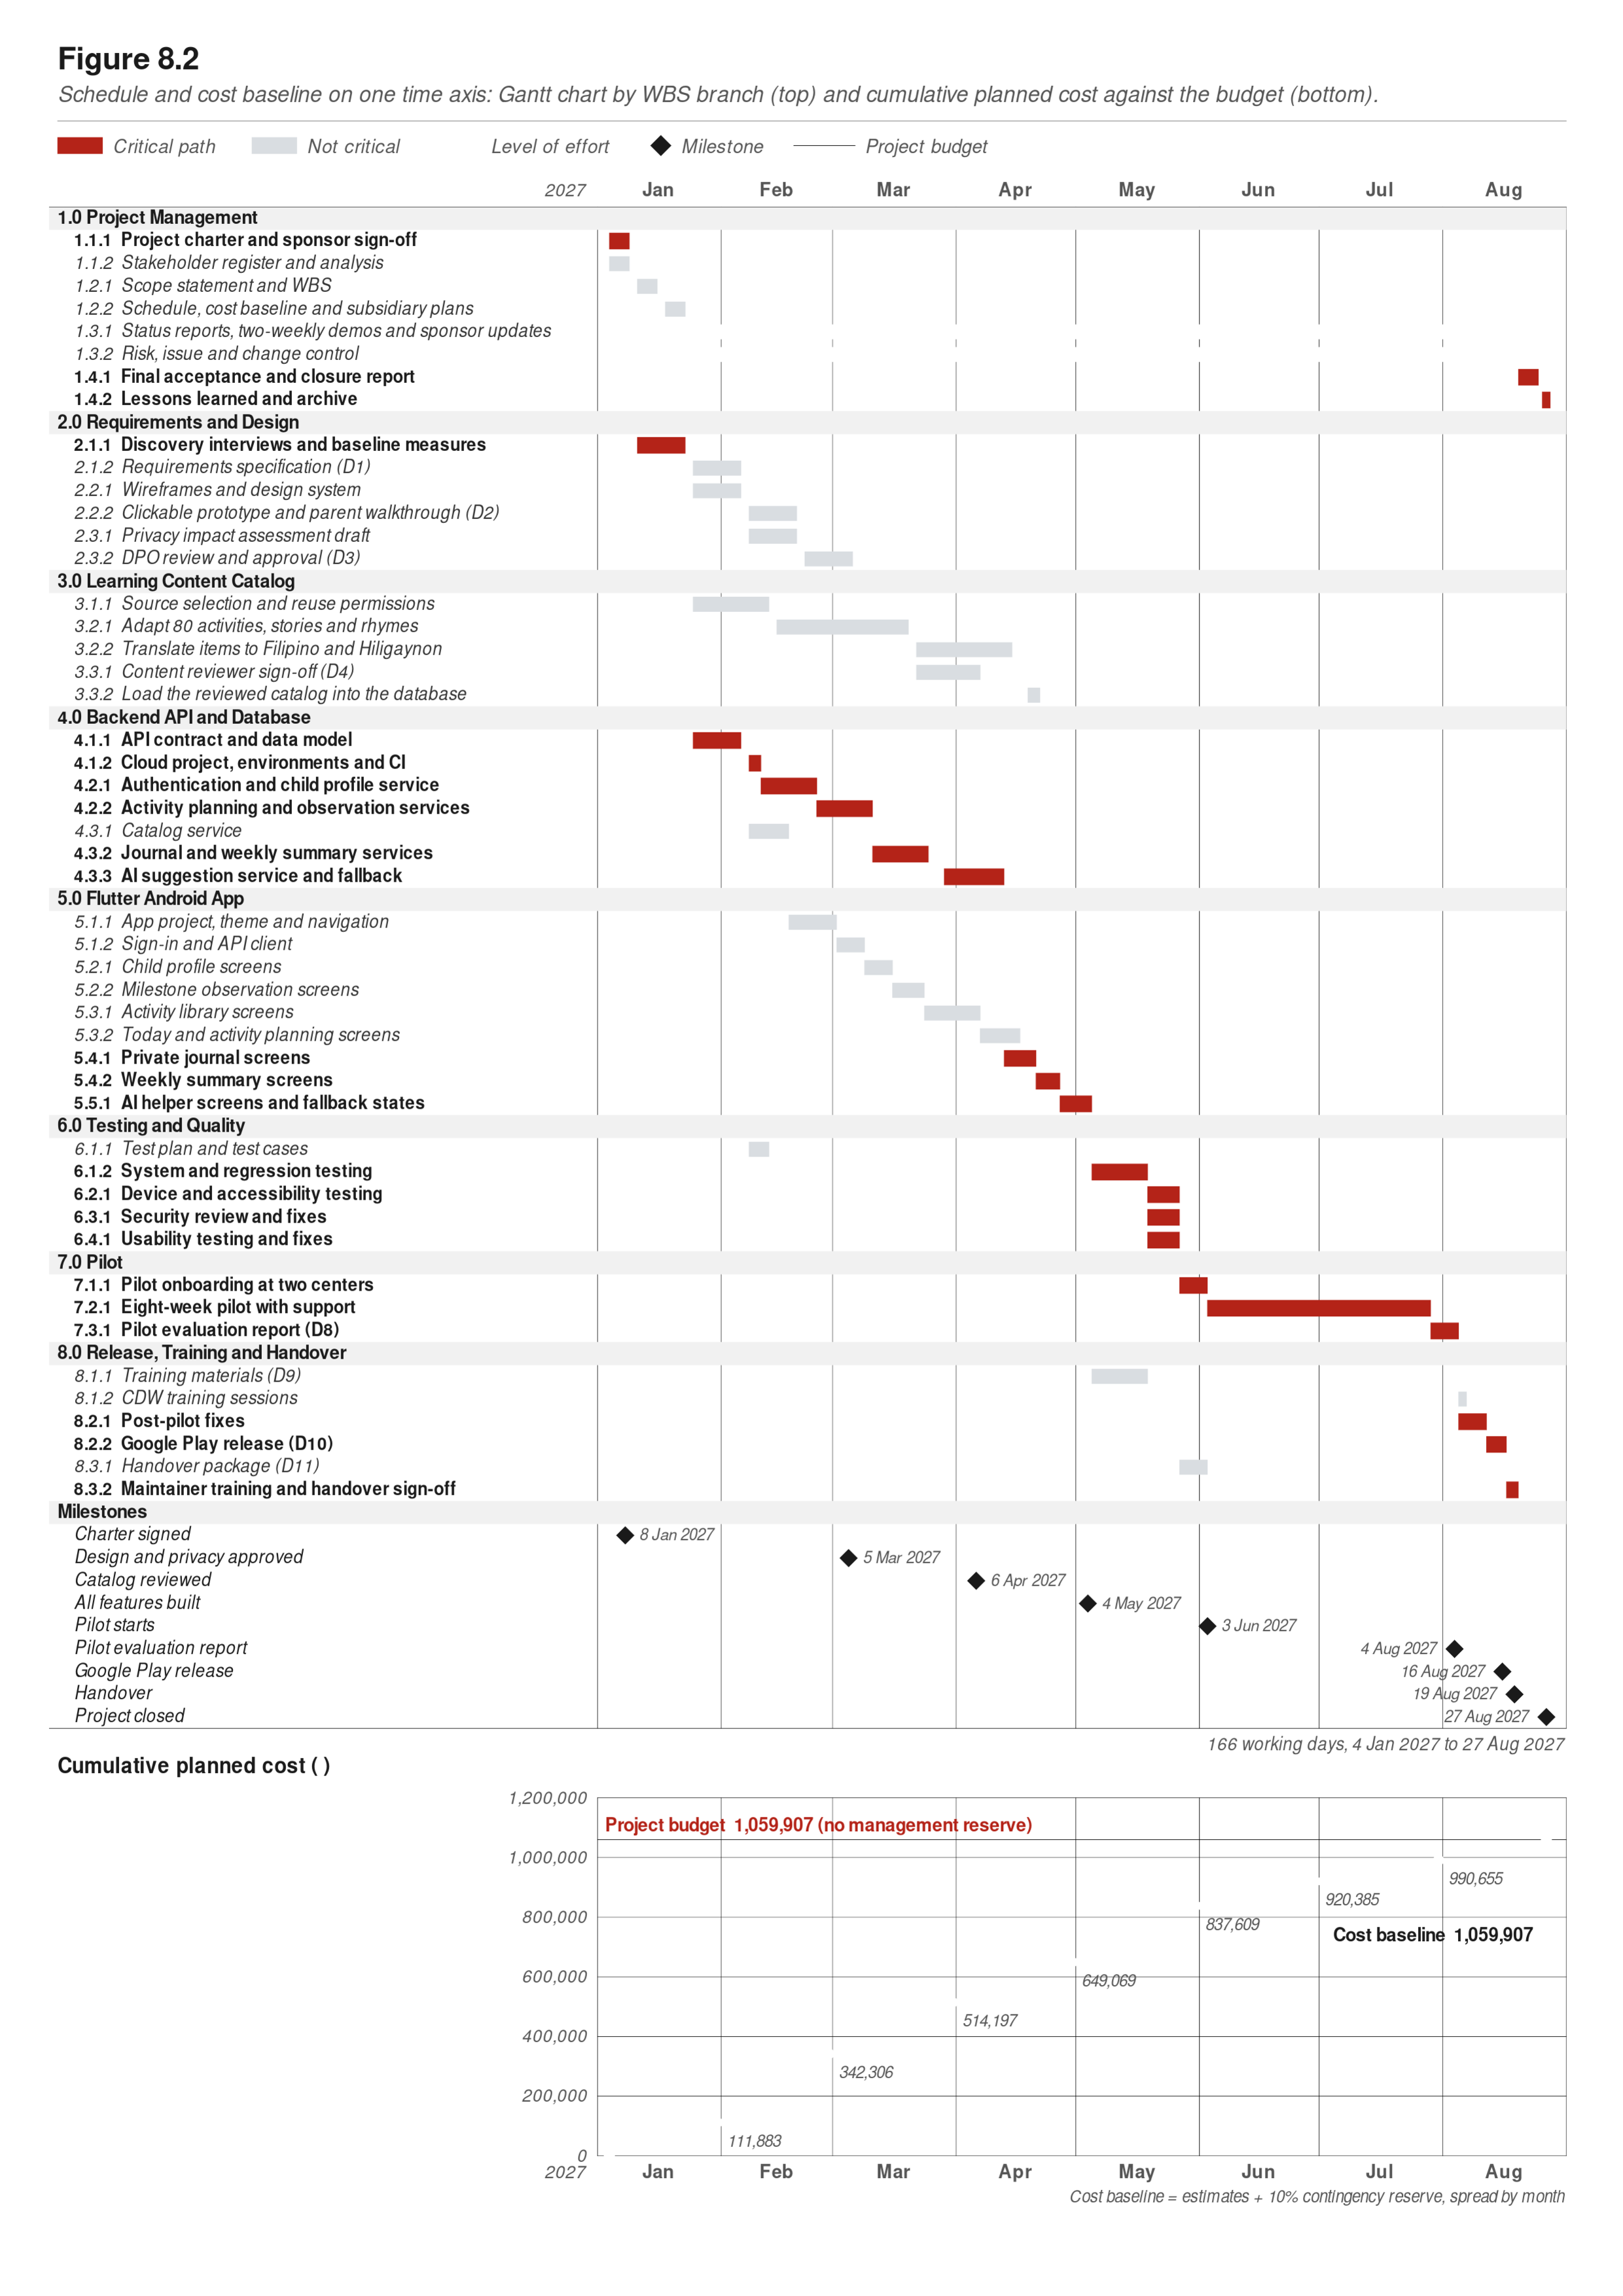 Figure 8.2
Schedule and cost baseline on one time axis: Gantt chart by WBS branch (top) and cumulative planned cost against the budget (bottom).
Critical path Not critical Level of effort Milestone Project budget
2027 Jan Feb Mar Apr May Jun Jul Aug
1.0 Project Management
1.1.1 Project charter and sponsor sign-off
1.1.2 Stakeholder register and analysis
1.2.1 Scope statement and WBS
1.2.2 Schedule, cost baseline and subsidiary plans
1.3.1 Status reports, two-weekly demos and sponsor updates
1.3.2 Risk, issue and change control
1.4.1 Final acceptance and closure report
1.4.2 Lessons learned and archive
2.0 Requirements and Design
2.1.1 Discovery interviews and baseline measures
2.1.2 Requirements specification (D1)
2.2.1 Wireframes and design system
2.2.2 Clickable prototype and parent walkthrough (D2)
2.3.1 Privacy impact assessment draft
2.3.2 DPO review and approval (D3)
3.0 Learning Content Catalog
3.1.1 Source selection and reuse permissions
3.2.1 Adapt 80 activities, stories and rhymes
3.2.2 Translate items to Filipino and Hiligaynon
3.3.1 Content reviewer sign-off (D4)
3.3.2 Load the reviewed catalog into the database
4.0 Backend API and Database
4.1.1 API contract and data model
4.1.2 Cloud project, environments and CI
4.2.1 Authentication and child profile service
4.2.2 Activity planning and observation services
4.3.1 Catalog service
4.3.2 Journal and weekly summary services
4.3.3 AI suggestion service and fallback
5.0 Flutter Android App
5.1.1 App project, theme and navigation
5.1.2 Sign-in and API client
5.2.1 Child profile screens
5.2.2 Milestone observation screens
5.3.1 Activity library screens
5.3.2 Today and activity planning screens
5.4.1 Private journal screens
5.4.2 Weekly summary screens
5.5.1 AI helper screens and fallback states
6.0 Testing and Quality
6.1.1 Test plan and test cases
6.1.2 System and regression testing
6.2.1 Device and accessibility testing
6.3.1 Security review and fixes
6.4.1 Usability testing and fixes
7.0 Pilot
7.1.1 Pilot onboarding at two centers
7.2.1 Eight-week pilot with support
7.3.1 Pilot evaluation report (D8)
8.0 Release, Training and Handover
8.1.1 Training materials (D9)
8.1.2 CDW training sessions
8.2.1 Post-pilot fixes
8.2.2 Google Play release (D10)
8.3.1 Handover package (D11)
8.3.2 Maintainer training and handover sign-off
Milestones
Charter signed 8 Jan 2027
Design and privacy approved 5 Mar 2027
Catalog reviewed 6 Apr 2027
All features built 4 May 2027
Pilot starts 3 Jun 2027
Pilot evaluation report 4 Aug 2027
Google Play release 16 Aug 2027
Handover 19 Aug 2027
Project closed 27 Aug 2027
166 working days, 4 Jan 2027 to 27 Aug 2027
Cumulative planned cost ( )
1,200,000
Project budget 1,059,907 (no management reserve)
1,000,000
990,655
920,385
800,000
837,609
Cost baseline 1,059,907
600,000
649,069
514,197
400,000
342,306
200,000
111,883
0
2027 Jan Feb Mar Apr May Jun Jul Aug
Cost baseline = estimates + 10% contingency reserve, spread by month